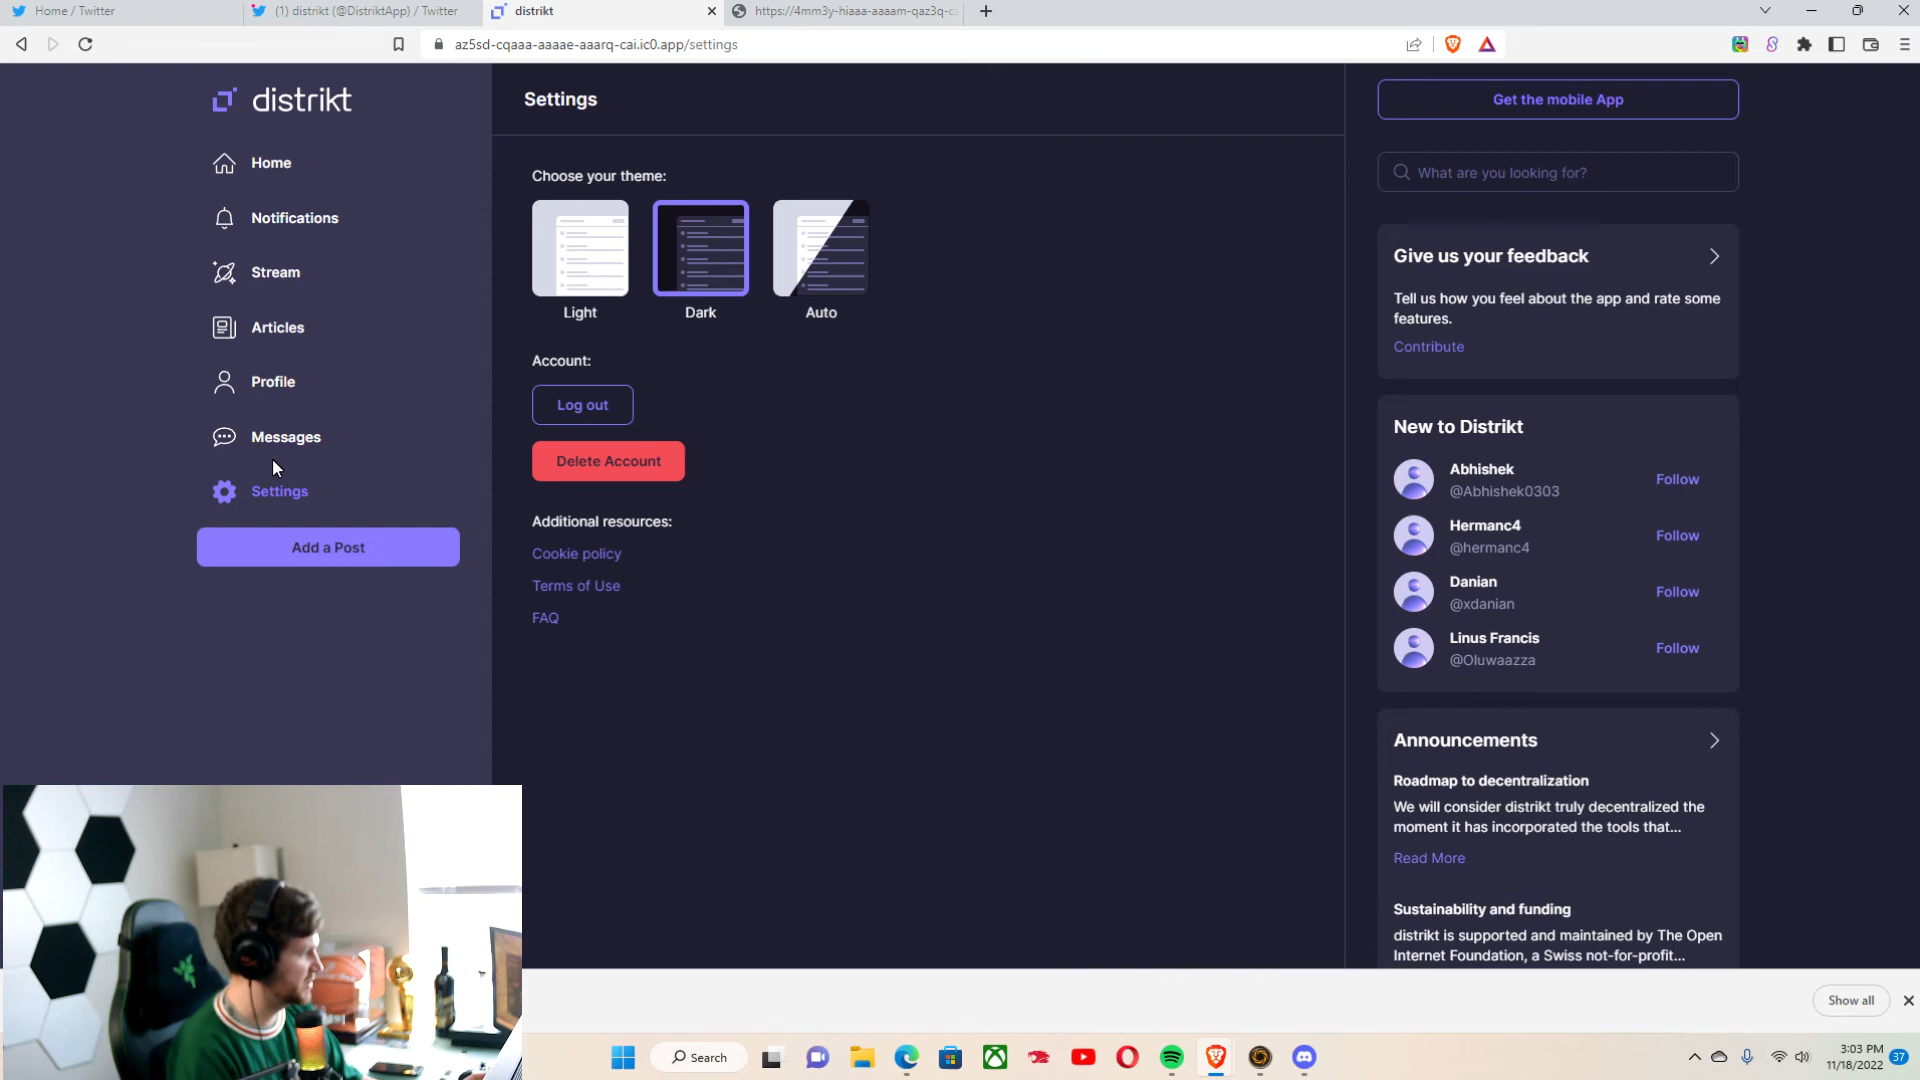 Home / Twitter
(1) distrikt (@DistriktApp) / Twitter
distrikt
https://4mm3y-hiaaa-aaaam-qaz3q-ca
az5sd-cqaaa-aaaae-aaarq-cai.ic0.app/settings
distrikt
Home
Notifications
Stream
Articles
Profile
Messages
Settings
Add a Post
Settings
Choose your theme:
Light
Dark
Auto
Account:
Log out
Delete Account
Additional resources:
Cookie policy
Terms of Use
FAQ
Get the mobile App
What are you looking for?
Give us your feedback
Tell us how you feel about the app and rate some
features.
Contribute
New to Distrikt
Abhishek
@Abhishek0303
Follow
Hermanc4
@hermanc4
Follow
Danian
@xdanian
Follow
Linus Francis
@Oluwaazza
Follow
Announcements
Roadmap to decentralization
We will consider distrikt truly decentralized the
moment it has incorporated the tools that...
Read More
Sustainability and funding
distrikt is supported and maintained by The Open
Internet Foundation, a Swiss not-for-profit...
Show all
Search
3:03 PM
11/18/2022
37